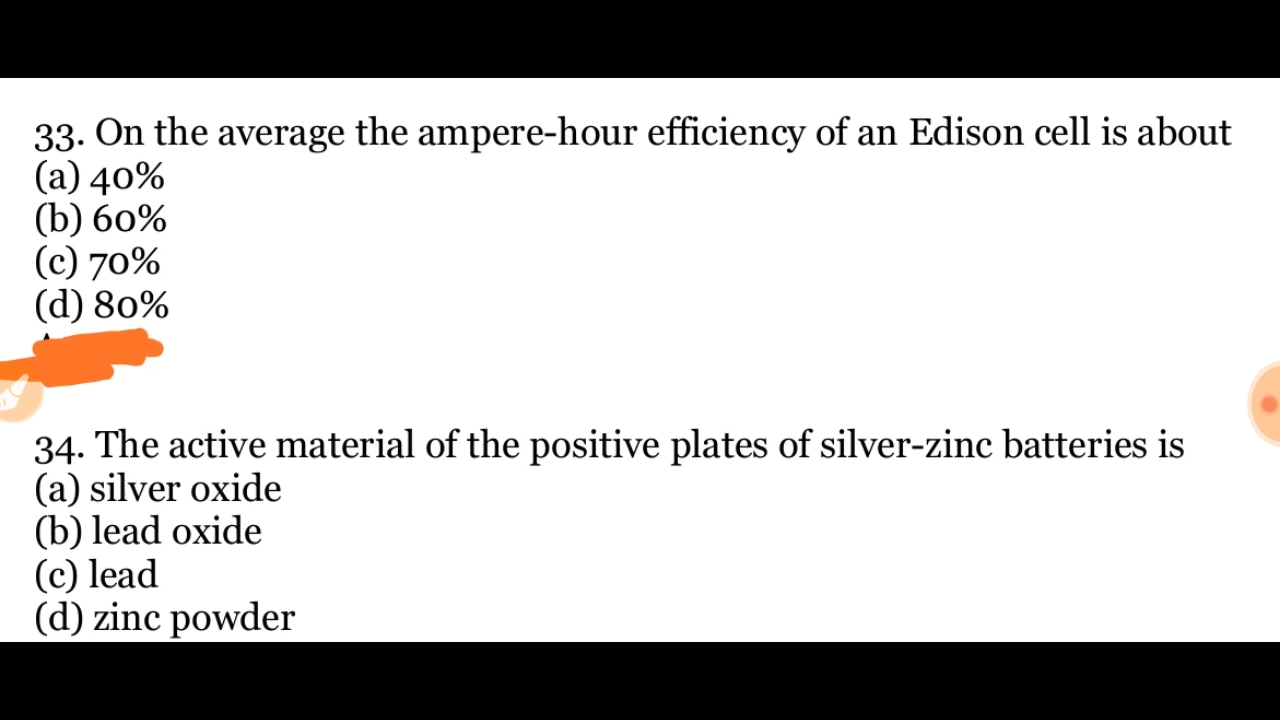 33. On the average the ampere-hour efficiency of an Edison cell is about
(a) 40%
(b) 60%
(c) 70%
(d) 80%
34. The active material of the positive plates of silver-zinc batteries is
(a) silver oxide
(b) lead oxide
(c) lead
(d) zinc powder